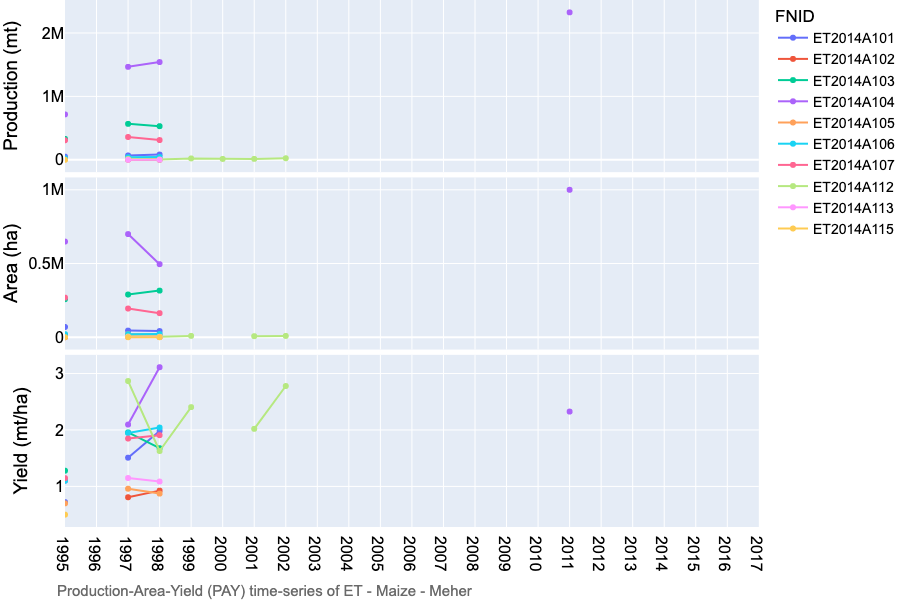 FNID
ET2014A101
ET2014A102
ET2014A103
ET2014A104
ET2014A105
ET2014A106
ET2014A107
ET2014A112
ET2014A113
ET2014A115
Production (mt)
2M
1M
0
Area (ha)
1M
0.5M
0
Yield (mt/ha)
3
2
1
1995 1996 1997 1998 1999 2000 2001 2002 2003 2004 2005 2006 2007 2008 2009 2010 2011 2012 2013 2014 2015 2016 2017
Production-Area-Yield (PAY) time-series of ET - Maize - Meher